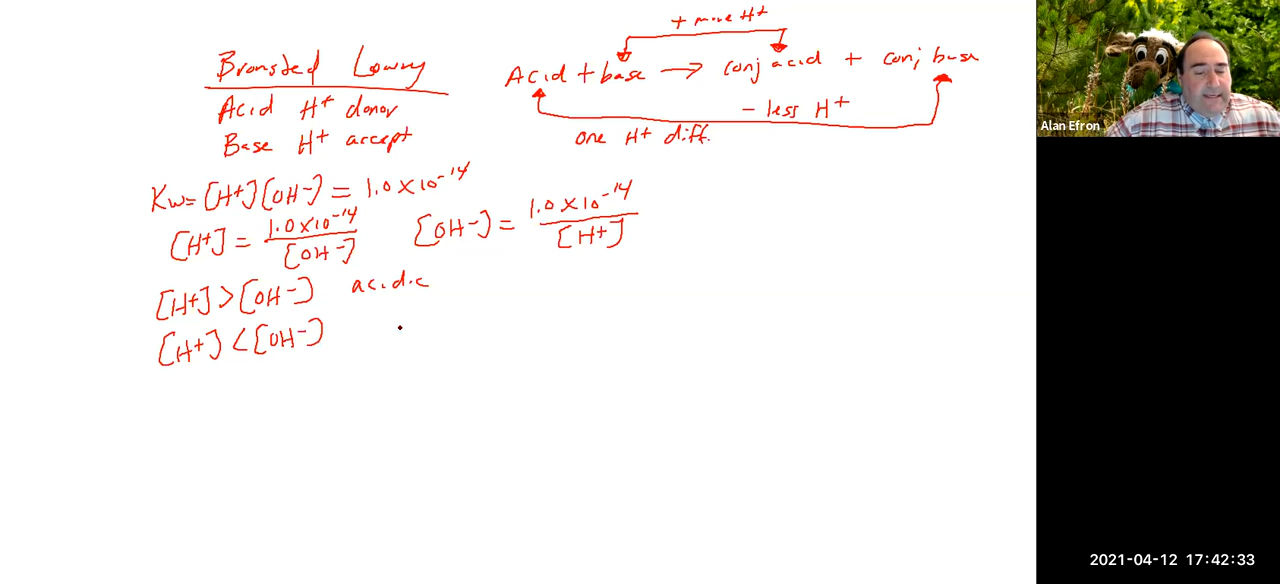 + more H+
Bronsted Lowry
Acid + base → conj acid + conj base
Acid H+ donor
- less H+
Base H+ accept
one H+ diff.
Kw= [H+][OH-] = 1.0 x 10-14
[H+] = 1.0 x 10-14 / [OH-]
[OH-] = 1.0 x 10-14 / [H+]
[H+] > [OH-] acidic
[H+] < [OH-]
Alan Efron
2021-04-12 17:42:33